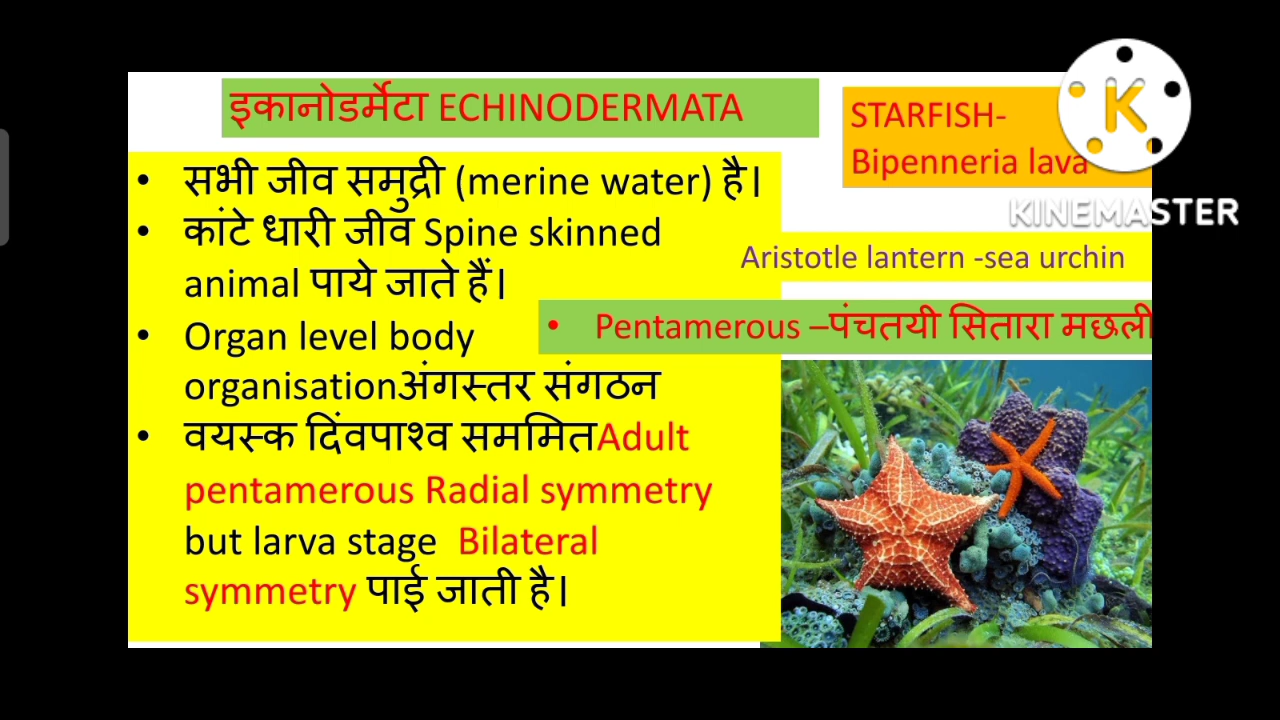 इकानोडर्मेटा ECHINODERMATA
STARFISH-
Bipenneria lava
K
KINEMASTER
• सभी जीव समुद्री (merine water) है।
• कांटे धारी जीव Spine skinned
animal पाये जाते हैं।
Aristotle lantern -sea urchin
• Pentamerous –पंचतयी सितारा मछली
• Organ level body
organisationअंगस्तर संगठन
• वयस्क दिंवपाश्व सममितAdult
pentamerous Radial symmetry
but larva stage Bilateral
symmetry पाई जाती है।